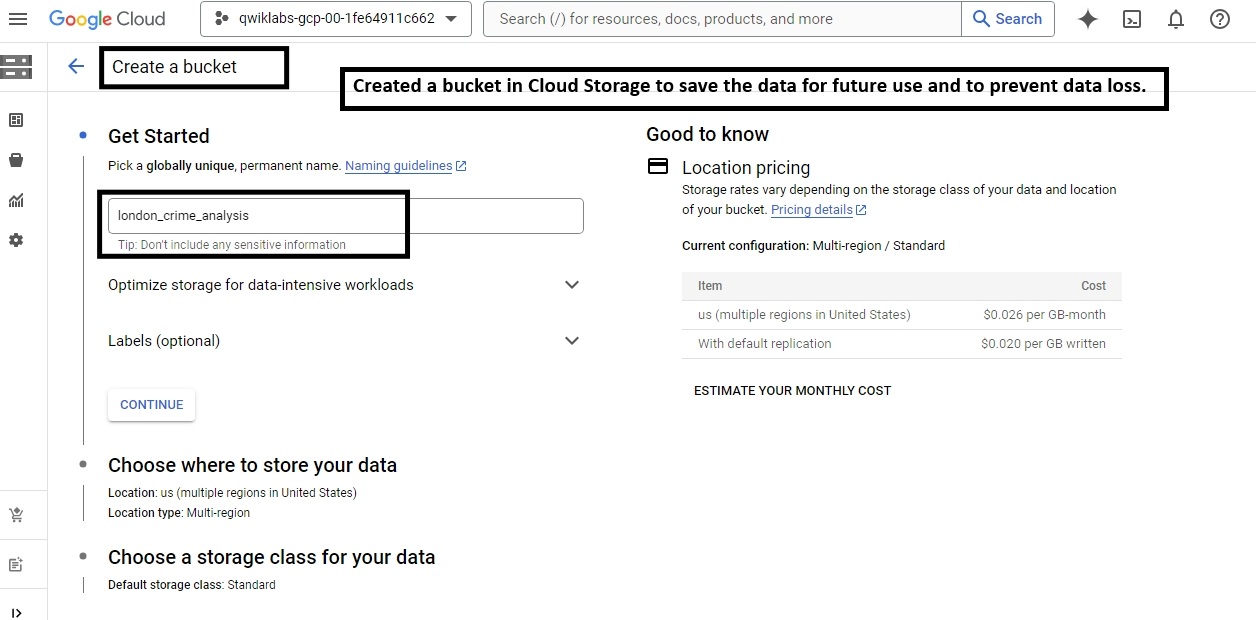 Google Cloud
qwiklabs-gcp-00-1fe64911c662
Search (/) for resources, docs, products, and more
Search
Create a bucket
Created a bucket in Cloud Storage to save the data for future use and to prevent data loss.
Get Started
Pick a globally unique, permanent name. Naming guidelines
london_crime_analysis
Tip: Don't include any sensitive information
Optimize storage for data-intensive workloads
Labels (optional)
CONTINUE
Choose where to store your data
Location: us (multiple regions in United States)
Location type: Multi-region
Choose a storage class for your data
Default storage class: Standard
Good to know
Location pricing
Storage rates vary depending on the storage class of your data and location
of your bucket. Pricing details
Current configuration: Multi-region / Standard
Item Cost
us (multiple regions in United States) $0.026 per GB-month
With default replication $0.020 per GB written
ESTIMATE YOUR MONTHLY COST